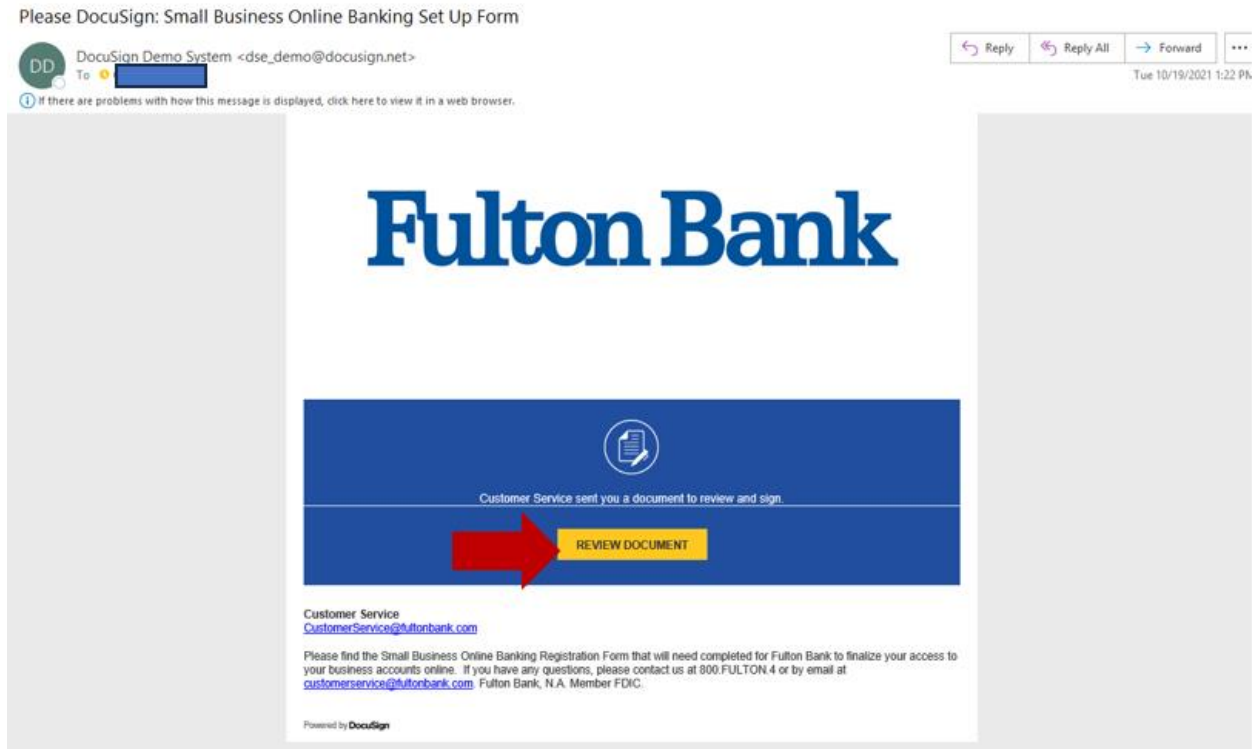 Please DocuSign: Small Business Online Banking Set Up Form
DD
DocuSign Demo System <dse_demo@docusign.net>
To
Reply
Reply All
Forward
Tue 10/19/2021 1:22 PM
If there are problems with how this message is displayed, click here to view it in a web browser.
Fulton Bank
Customer Service sent you a document to review and sign.
REVIEW DOCUMENT
Customer Service
CustomerService@fultonbank.com
Please find the Small Business Online Banking Registration Form that will need completed for Fulton Bank to finalize your access to
your business accounts online. If you have any questions, please contact us at 800.FULTON.4 or by email at
customerservice@fultonbank.com. Fulton Bank, N.A. Member FDIC.
Powered by DocuSign